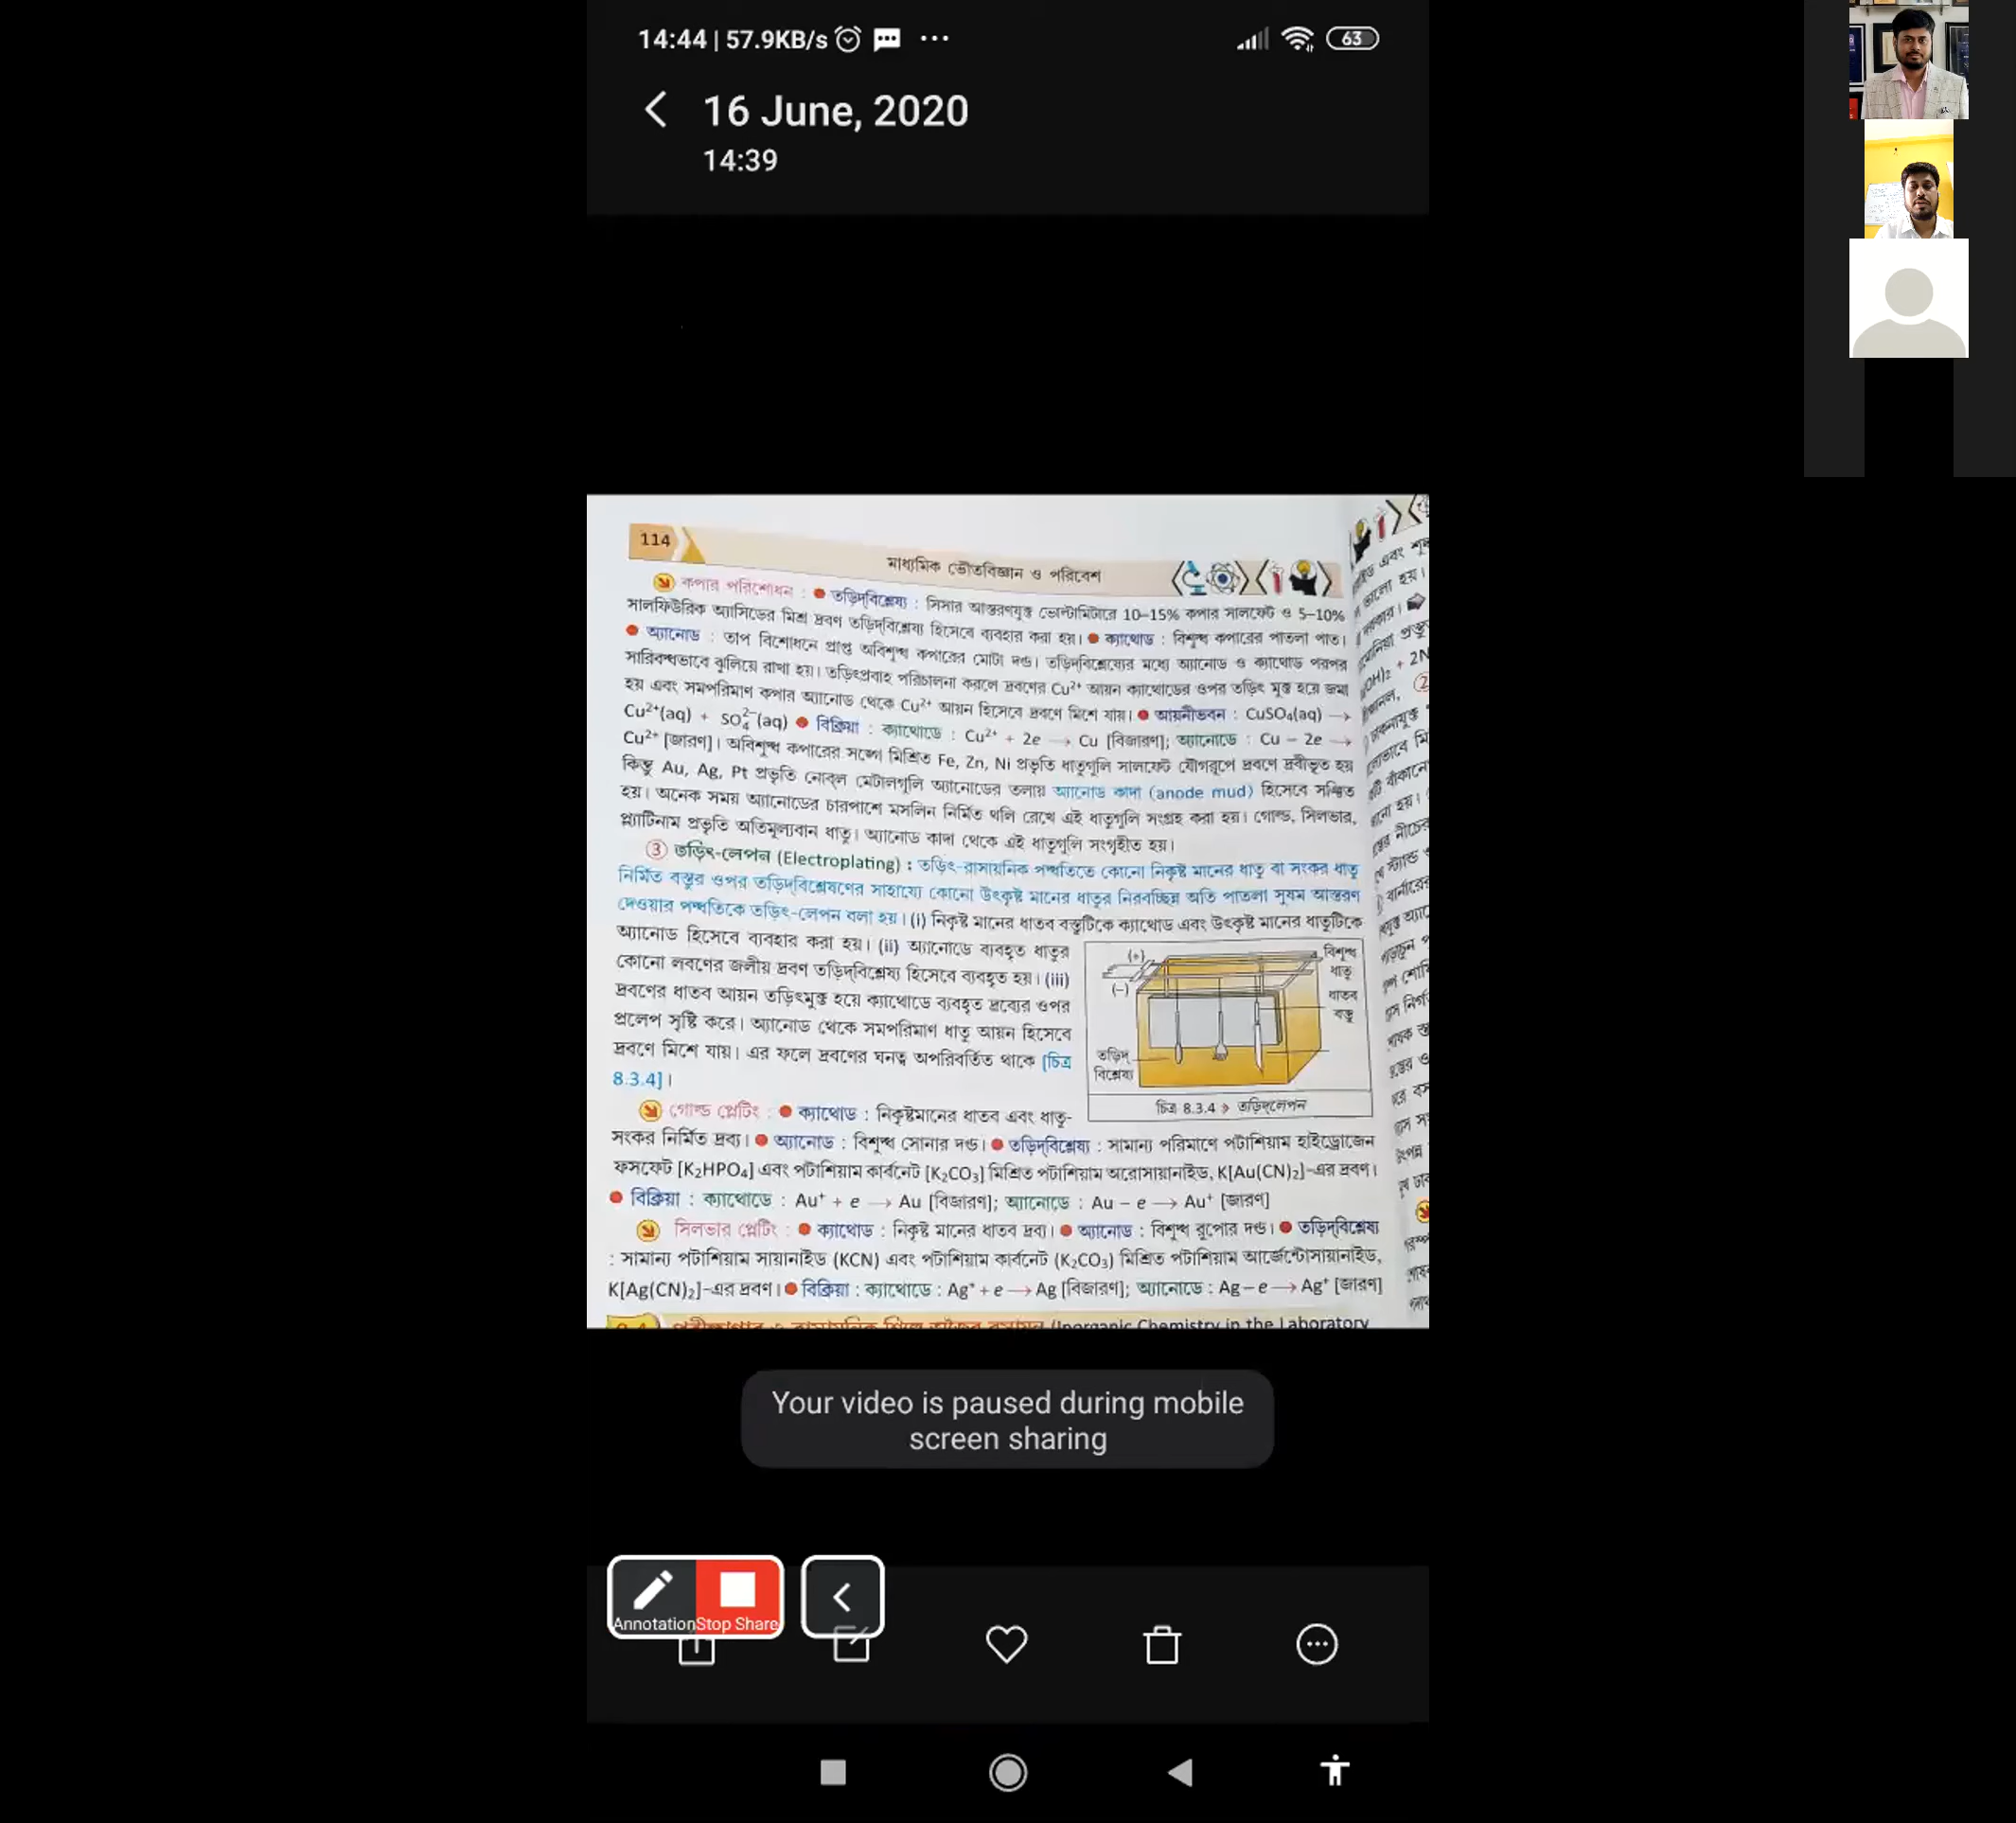 14:44 | 57.9KB/s
63
16 June, 2020
14:39
114
মাধ্যমিক ভৌতবিজ্ঞান ও পরিবেশ
কপার পরিশোধন : ● তড়িদ্‌বিশ্লেষ্য : সিসার আস্তরণযুক্ত ভোল্টামিটারে 10–15% কপার সালফেট ও 5–10%
সালফিউরিক অ্যাসিডের মিশ্র দ্রবণ তড়িদ্‌বিশ্লেষ্য হিসেবে ব্যবহার করা হয়। ● ক্যাথোড : বিশুদ্ধ কপারের পাতলা পাত।
● অ্যানোড : তাপ বিশোধনে প্রাপ্ত অবিশুদ্ধ কপারের মোটা দণ্ড। তড়িদ্‌বিশ্লেষ্যের মধ্যে অ্যানোড ও ক্যাথোড পরপর
সারিবদ্ধভাবে ঝুলিয়ে রাখা হয়। তড়িৎপ্রবাহ পরিচালনা করলে দ্রবণের Cu²⁺ আয়ন ক্যাথোডের ওপর তড়িৎ মুক্ত হয়ে জমা
হয় এবং সমপরিমাণ কপার অ্যানোড থেকে Cu²⁺ আয়ন হিসেবে দ্রবণে মিশে যায়। ● আয়নীভবন : CuSO₄(aq) →
Cu²⁺(aq) + SO₄²⁻(aq) ● বিক্রিয়া : ক্যাথোডে : Cu²⁺ + 2e → Cu [বিজারণ]; অ্যানোডে : Cu – 2e →
Cu²⁺ [জারণ]। অবিশুদ্ধ কপারের সঙ্গে মিশ্রিত Fe, Zn, Ni প্রভৃতি ধাতুগুলি সালফেট যৌগরূপে দ্রবণে দ্রবীভূত হয়
কিন্তু Au, Ag, Pt প্রভৃতি নোব্‌ল মেটালগুলি অ্যানোডের তলায় অ্যানোড কাদা (anode mud) হিসেবে সঞ্চিত
হয়। অনেক সময় অ্যানোডের চারপাশে মসলিন নির্মিত থলি রেখে এই ধাতুগুলি সংগ্রহ করা হয়। গোল্ড, সিলভার,
প্ল্যাটিনাম প্রভৃতি অতিমূল্যবান ধাতু। অ্যানোড কাদা থেকে এই ধাতুগুলি সংগৃহীত হয়।
③ তড়িৎ-লেপন (Electroplating) : তড়িৎ-রাসায়নিক পদ্ধতিতে কোনো নিকৃষ্ট মানের ধাতু বা সংকর ধাতু
নির্মিত বস্তুর ওপর তড়িদ্‌বিশ্লেষণের সাহায্যে কোনো উৎকৃষ্ট মানের ধাতুর নিরবচ্ছিন্ন অতি পাতলা সুষম আস্তরণ
দেওয়ার পদ্ধতিকে তড়িৎ-লেপন বলা হয়। (i) নিকৃষ্ট মানের ধাতব বস্তুটিকে ক্যাথোড এবং উৎকৃষ্ট মানের ধাতুটিকে
অ্যানোড হিসেবে ব্যবহার করা হয়। (ii) অ্যানোডে ব্যবহৃত ধাতুর
কোনো লবণের জলীয় দ্রবণ তড়িদ্‌বিশ্লেষ্য হিসেবে ব্যবহৃত হয়। (iii)
দ্রবণের ধাতব আয়ন তড়িৎমুক্ত হয়ে ক্যাথোডে ব্যবহৃত দ্রব্যের ওপর
প্রলেপ সৃষ্টি করে। অ্যানোড থেকে সমপরিমাণ ধাতু আয়ন হিসেবে
দ্রবণে মিশে যায়। এর ফলে দ্রবণের ঘনত্ব অপরিবর্তিত থাকে [চিত্র
8.3.4]।
(+)
(−)
বিশুদ্ধ
ধাতু
ধাতব
বস্তু
তড়িদ্
বিশ্লেষ্য
চিত্র 8.3.4 > তড়িদ্‌লেপন
গোল্ড প্লেটিং : ● ক্যাথোড : নিকৃষ্টমানের ধাতব এবং ধাতু-
সংকর নির্মিত দ্রব্য। ● অ্যানোড : বিশুদ্ধ সোনার দণ্ড। ● তড়িদ্‌বিশ্লেষ্য : সামান্য পরিমাণে পটাশিয়াম হাইড্রোজেন
ফসফেট [K₂HPO₄] এবং পটাশিয়াম কার্বনেট [K₂CO₃] মিশ্রিত পটাশিয়াম অরোসায়ানাইড, K[Au(CN)₂]-এর দ্রবণ।
● বিক্রিয়া : ক্যাথোডে : Au⁺ + e → Au [বিজারণ]; অ্যানোডে : Au − e → Au⁺ [জারণ]
সিলভার প্লেটিং : ● ক্যাথোড : নিকৃষ্ট মানের ধাতব দ্রব্য। ● অ্যানোড : বিশুদ্ধ রুপোর দণ্ড। ● তড়িদ্‌বিশ্লেষ্য
: সামান্য পটাশিয়াম সায়ানাইড (KCN) এবং পটাশিয়াম কার্বনেট (K₂CO₃) মিশ্রিত পটাশিয়াম আর্জেন্টোসায়ানাইড,
K[Ag(CN)₂]-এর দ্রবণ। ● বিক্রিয়া : ক্যাথোডে : Ag⁺ + e → Ag [বিজারণ]; অ্যানোডে : Ag − e → Ag⁺ [জারণ]
পরীক্ষাগার ও রাসায়নিক শিল্পে অজৈব রসায়ন (Inorganic Chemistry in the Laboratory
Your video is paused during mobile
screen sharing
Annotation Stop Share